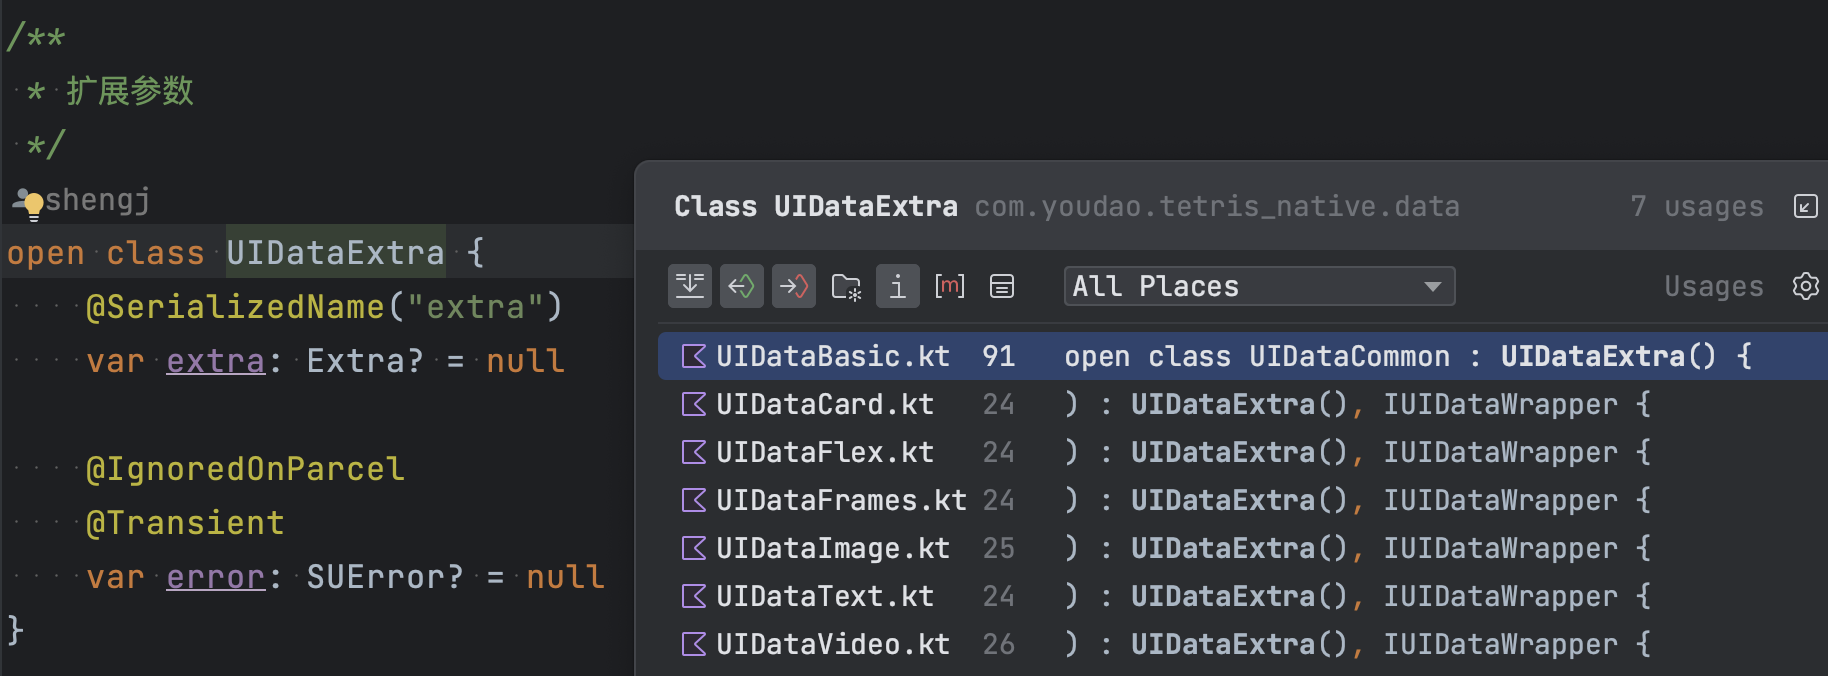 /**
 * 扩展参数
 */
shengj
open class UIDataExtra {
    @SerializedName("extra")
    var extra: Extra? = null
    @IgnoredOnParcel
    @Transient
    var error: SUError? = null
}
Class UIDataExtra com.youdao.tetris_native.data 7 usages
[m] All Places Usages
UIDataBasic.kt 91 open class UIDataCommon : UIDataExtra() {
UIDataCard.kt 24 ) : UIDataExtra(), IUIDataWrapper {
UIDataFlex.kt 24 ) : UIDataExtra(), IUIDataWrapper {
UIDataFrames.kt 24 ) : UIDataExtra(), IUIDataWrapper {
UIDataImage.kt 25 ) : UIDataExtra(), IUIDataWrapper {
UIDataText.kt 24 ) : UIDataExtra(), IUIDataWrapper {
UIDataVideo.kt 26 ) : UIDataExtra(), IUIDataWrapper {